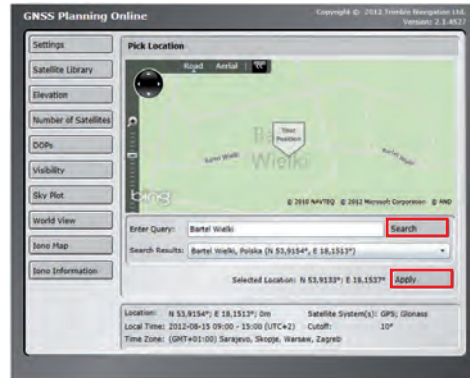 GNSS Planning Online
Copyright © 2012 Trimble Navigation Ltd.
Version: 2.1.4527
Settings
Satellite Library
Elevation
Number of Satellites
DOPs
Visibility
Sky Plot
World View
Iono Map
Iono Information
Pick Location
Road Aerial
Your
Position
Bartel Wielki
bing
© 2010 NAVTEQ © 2012 Microsoft Corporation © AND
Enter Query: Bartel Wielki Search
Search Results: Bartel Wielki, Polska (N 53,9154°, E 18,1513°)
Selected Location: N 53,9133°; E 18,1537° Apply
Location: N 53,9154°; E 18,1513°; 0m Satellite System(s): GPS; Glonass
Local Time: 2012-08-15 09:00 - 15:00 (UTC+2) Cutoff: 10°
Time Zone: (GMT+01:00) Sarajevo, Skopje, Warsaw, Zagreb